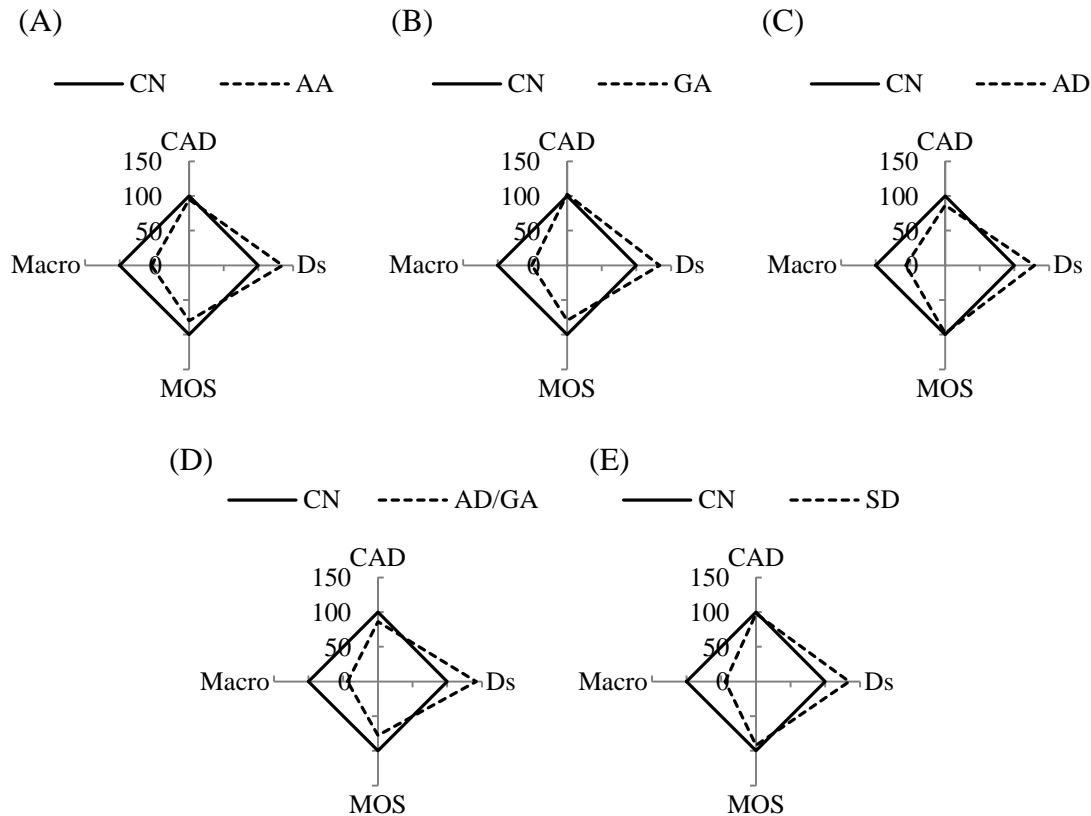 (A) (B) (C)
CN AA CN GA CN AD
CAD CAD CAD
150 150 150
100 100 100
50 50 50
Macro 0 Ds Macro 0 Ds Macro 0 Ds
MOS MOS MOS
(D) (E)
CN AD/GA CN SD
CAD CAD
150 150
100 100
50 50
Macro 0 Ds Macro 0 Ds
MOS MOS